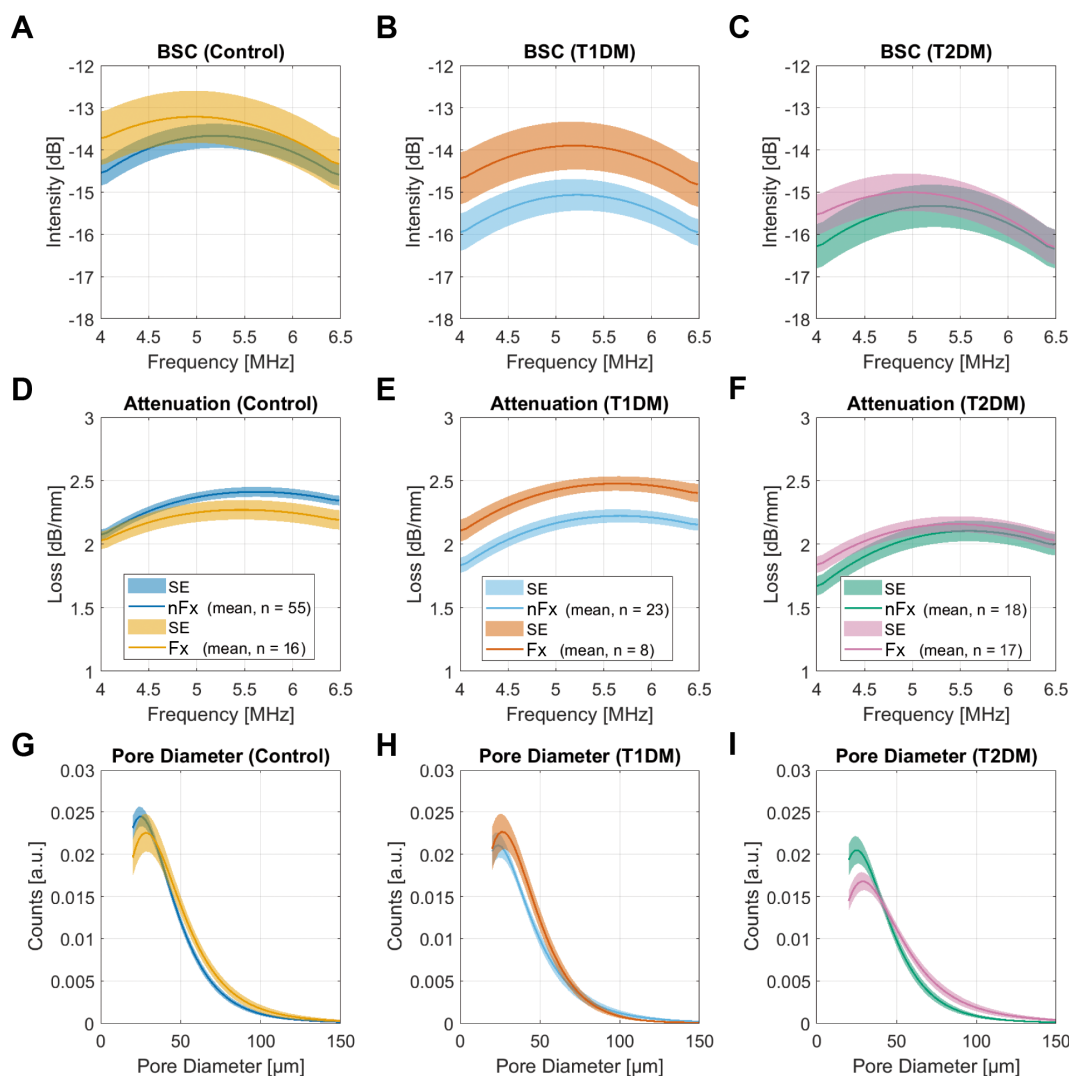 A
BSC (Control)
-12
-13
-14
-15
-16
-17
-18
Intensity [dB]
4
4.5
5
5.5
6
6.5
Frequency [MHz]
B
BSC (T1DM)
-12
-13
-14
-15
-16
-17
-18
Intensity [dB]
4
4.5
5
5.5
6
6.5
Frequency [MHz]
C
BSC (T2DM)
-12
-13
-14
-15
-16
-17
-18
Intensity [dB]
4
4.5
5
5.5
6
6.5
Frequency [MHz]
D
Attenuation (Control)
3
2.5
2
1.5
1
Loss [dB/mm]
SE
nFx (mean, n = 55)
SE
Fx (mean, n = 16)
4
4.5
5
5.5
6
6.5
Frequency [MHz]
E
Attenuation (T1DM)
3
2.5
2
1.5
1
Loss [dB/mm]
SE
nFx (mean, n = 23)
SE
Fx (mean, n = 8)
4
4.5
5
5.5
6
6.5
Frequency [MHz]
F
Attenuation (T2DM)
3
2.5
2
1.5
1
Loss [dB/mm]
SE
nFx (mean, n = 18)
SE
Fx (mean, n = 17)
4
4.5
5
5.5
6
6.5
Frequency [MHz]
G
Pore Diameter (Control)
0.03
0.025
0.02
0.015
0.01
0.005
0
Counts [a.u.]
0
50
100
150
Pore Diameter [µm]
H
Pore Diameter (T1DM)
0.03
0.025
0.02
0.015
0.01
0.005
0
Counts [a.u.]
0
50
100
150
Pore Diameter [µm]
I
Pore Diameter (T2DM)
0.03
0.025
0.02
0.015
0.01
0.005
0
Counts [a.u.]
0
50
100
150
Pore Diameter [µm]